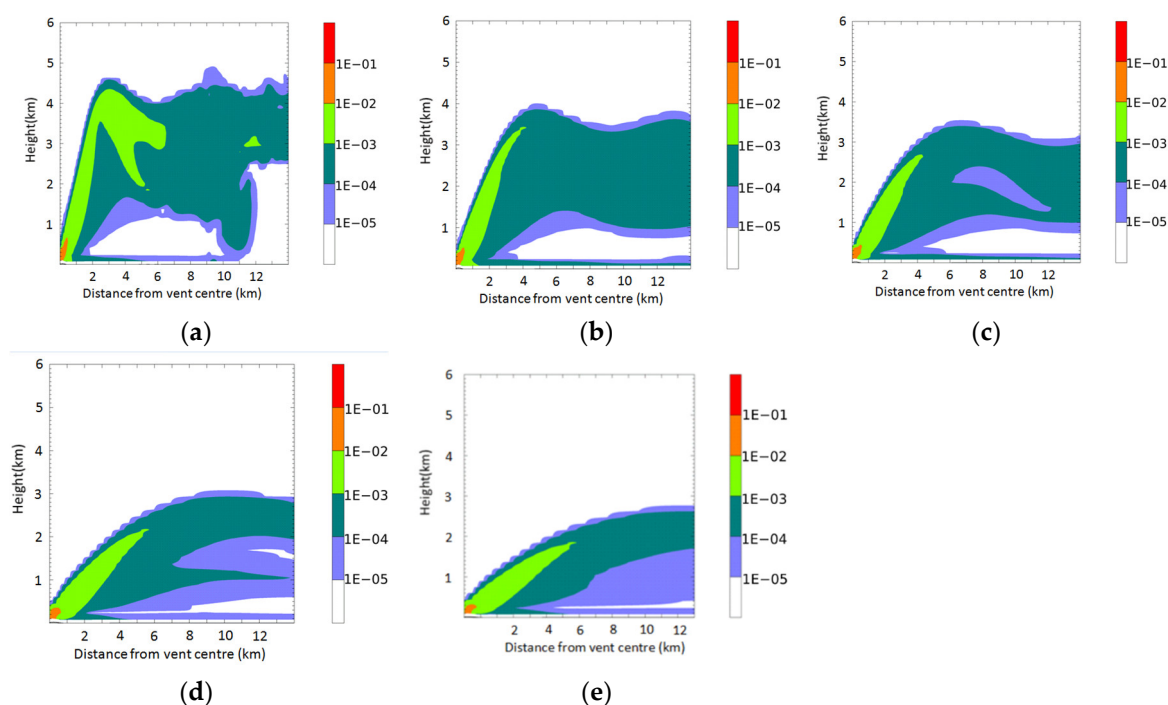 6
5
4
3
2
1
Height(km)
2 4 6 8 10 12
Distance from vent centre (km)
1E−01
1E−02
1E−03
1E−04
1E−05
(a)
6
5
4
3
2
1
Height(km)
2 4 6 8 10 12
Distance from vent centre (km)
1E−01
1E−02
1E−03
1E−04
1E−05
(b)
6
5
4
3
2
1
Height(km)
2 4 6 8 10 12
Distance from vent centre (km)
1E−01
1E−02
1E−03
1E−04
1E−05
(c)
6
5
4
3
2
1
Height(km)
2 4 6 8 10 12
Distance from vent centre (km)
1E−01
1E−02
1E−03
1E−04
1E−05
(d)
6
5
4
3
2
1
Height(km)
2 4 6 8 10 12
Distance from vent centre (km)
1E−01
1E−02
1E−03
1E−04
1E−05
(e)